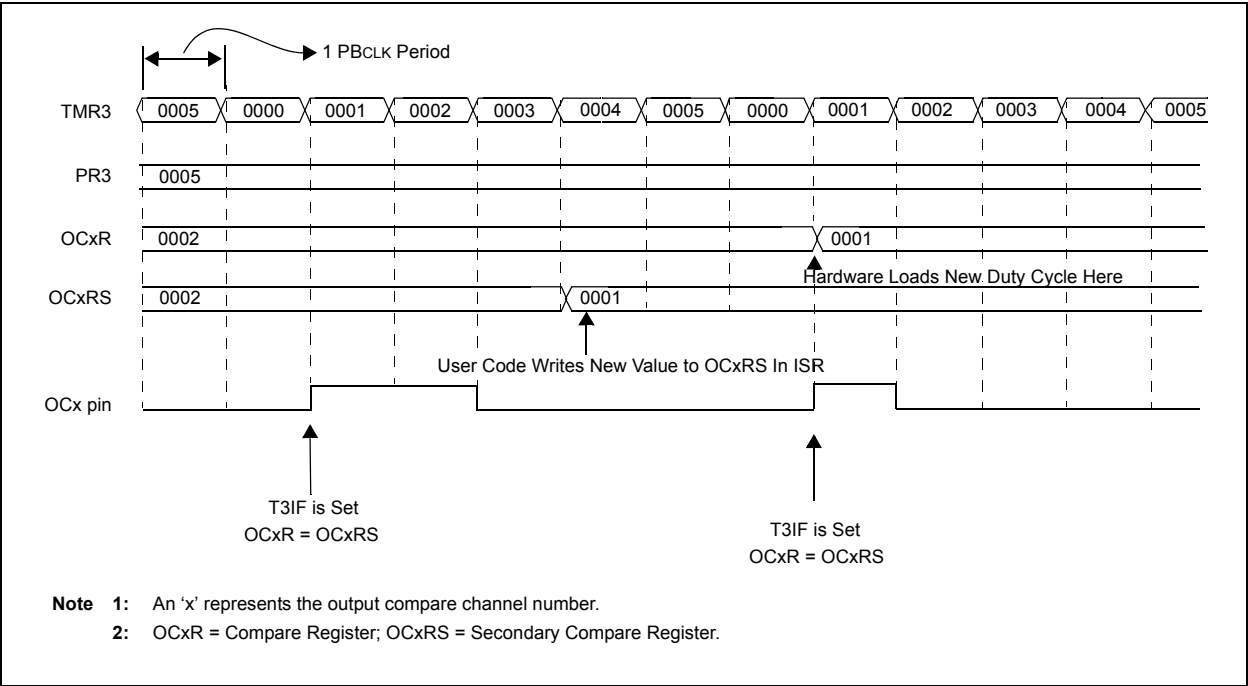 1 PBCLK Period
TMR3 0005 0000 0001 0002 0003 0004 0005 0000 0001 0002 0003 0004 0005
PR3 0005
OCxR 0002 0001
Hardware Loads New Duty Cycle Here
OCxRS 0002 0001
User Code Writes New Value to OCxRS In ISR
OCx pin
T3IF is Set
OCxR = OCxRS
T3IF is Set
OCxR = OCxRS
Note 1: An ‘x’ represents the output compare channel number.
2: OCxR = Compare Register; OCxRS = Secondary Compare Register.